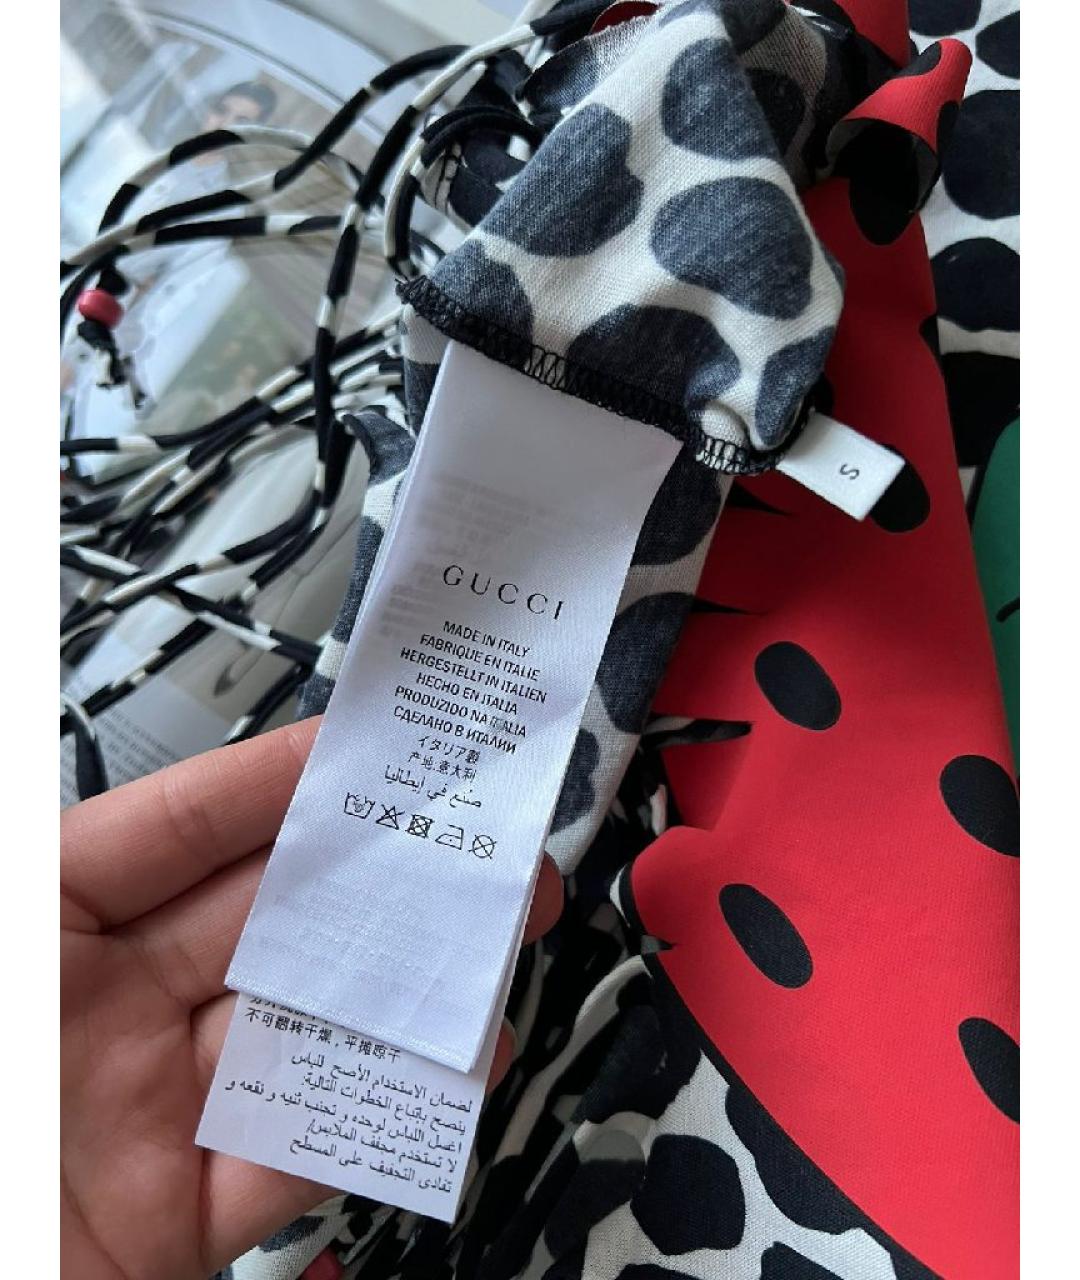 S
GUCCI
MADE IN ITALY
FABRIQUE EN ITALIE
HERGESTELLT IN ITALIEN
HECHO EN ITALIA
PRODUZIDO NA ITALIA
СДЕЛАНО В ИТАЛИИ
イタリア製
产地:意大利
صنع في إيطاليا
不可翻转干燥，平摊晾干
لضمان الاستخدام الأصح للباس
ينصح بإتباع الخطوات التالية:
اغسل اللباس لوحده و تجنب ثنيه و نقعه و
لا تستخدم مجفف الملابس/
تفادى التجفيف على المسطح